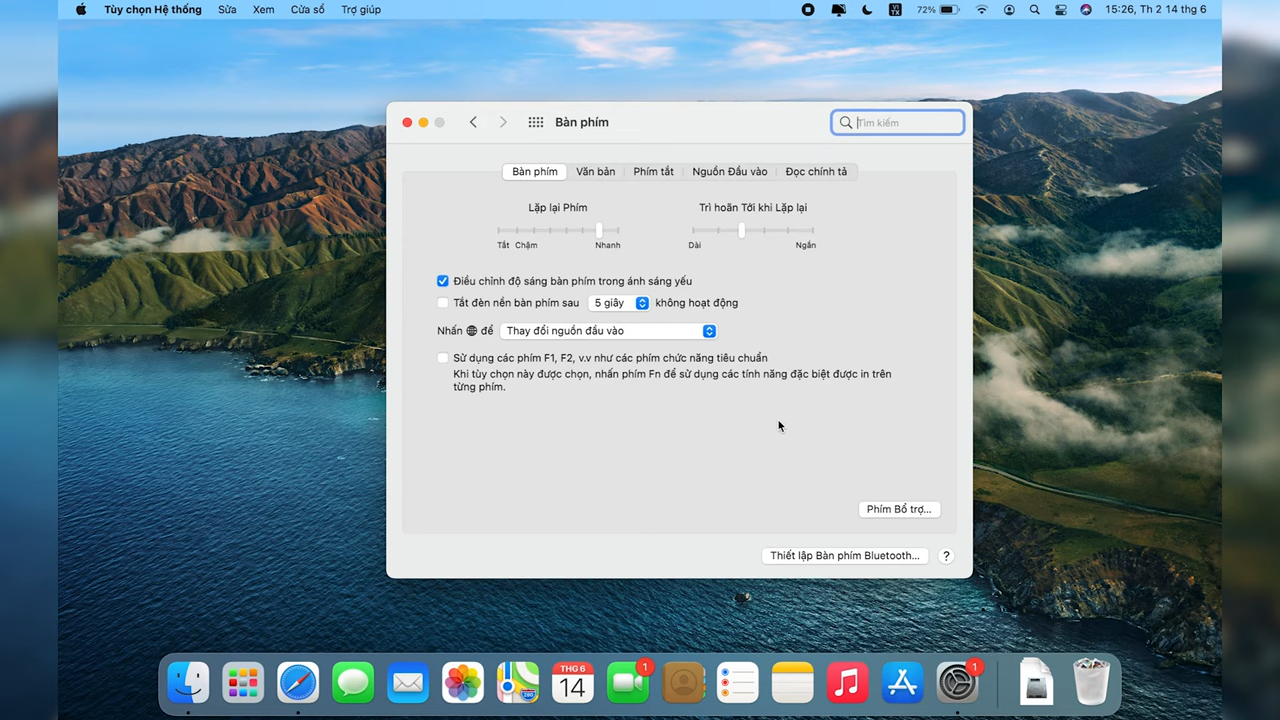 Tùy chọn Hệ thống Sửa Xem Cửa sổ Trợ giúp VI TX 72% 15:26, Th 2 14 thg 6
Bàn phím Tìm kiếm
Bàn phím Văn bản Phím tắt Nguồn Đầu vào Đọc chính tả
Lặp lại Phím Trì hoãn Tới khi Lặp lại
Tắt Chậm Nhanh Dài Ngắn
Điều chỉnh độ sáng bàn phím trong ánh sáng yếu
Tắt đèn nền bàn phím sau 5 giây không hoạt động
Nhấn để Thay đổi nguồn đầu vào
Sử dụng các phím F1, F2, v.v như các phím chức năng tiêu chuẩn
Khi tùy chọn này được chọn, nhấn phím Fn để sử dụng các tính năng đặc biệt được in trên
từng phím.
Phím Bổ trợ...
Thiết lập Bàn phím Bluetooth... ?
THG 6 1 1
14
280